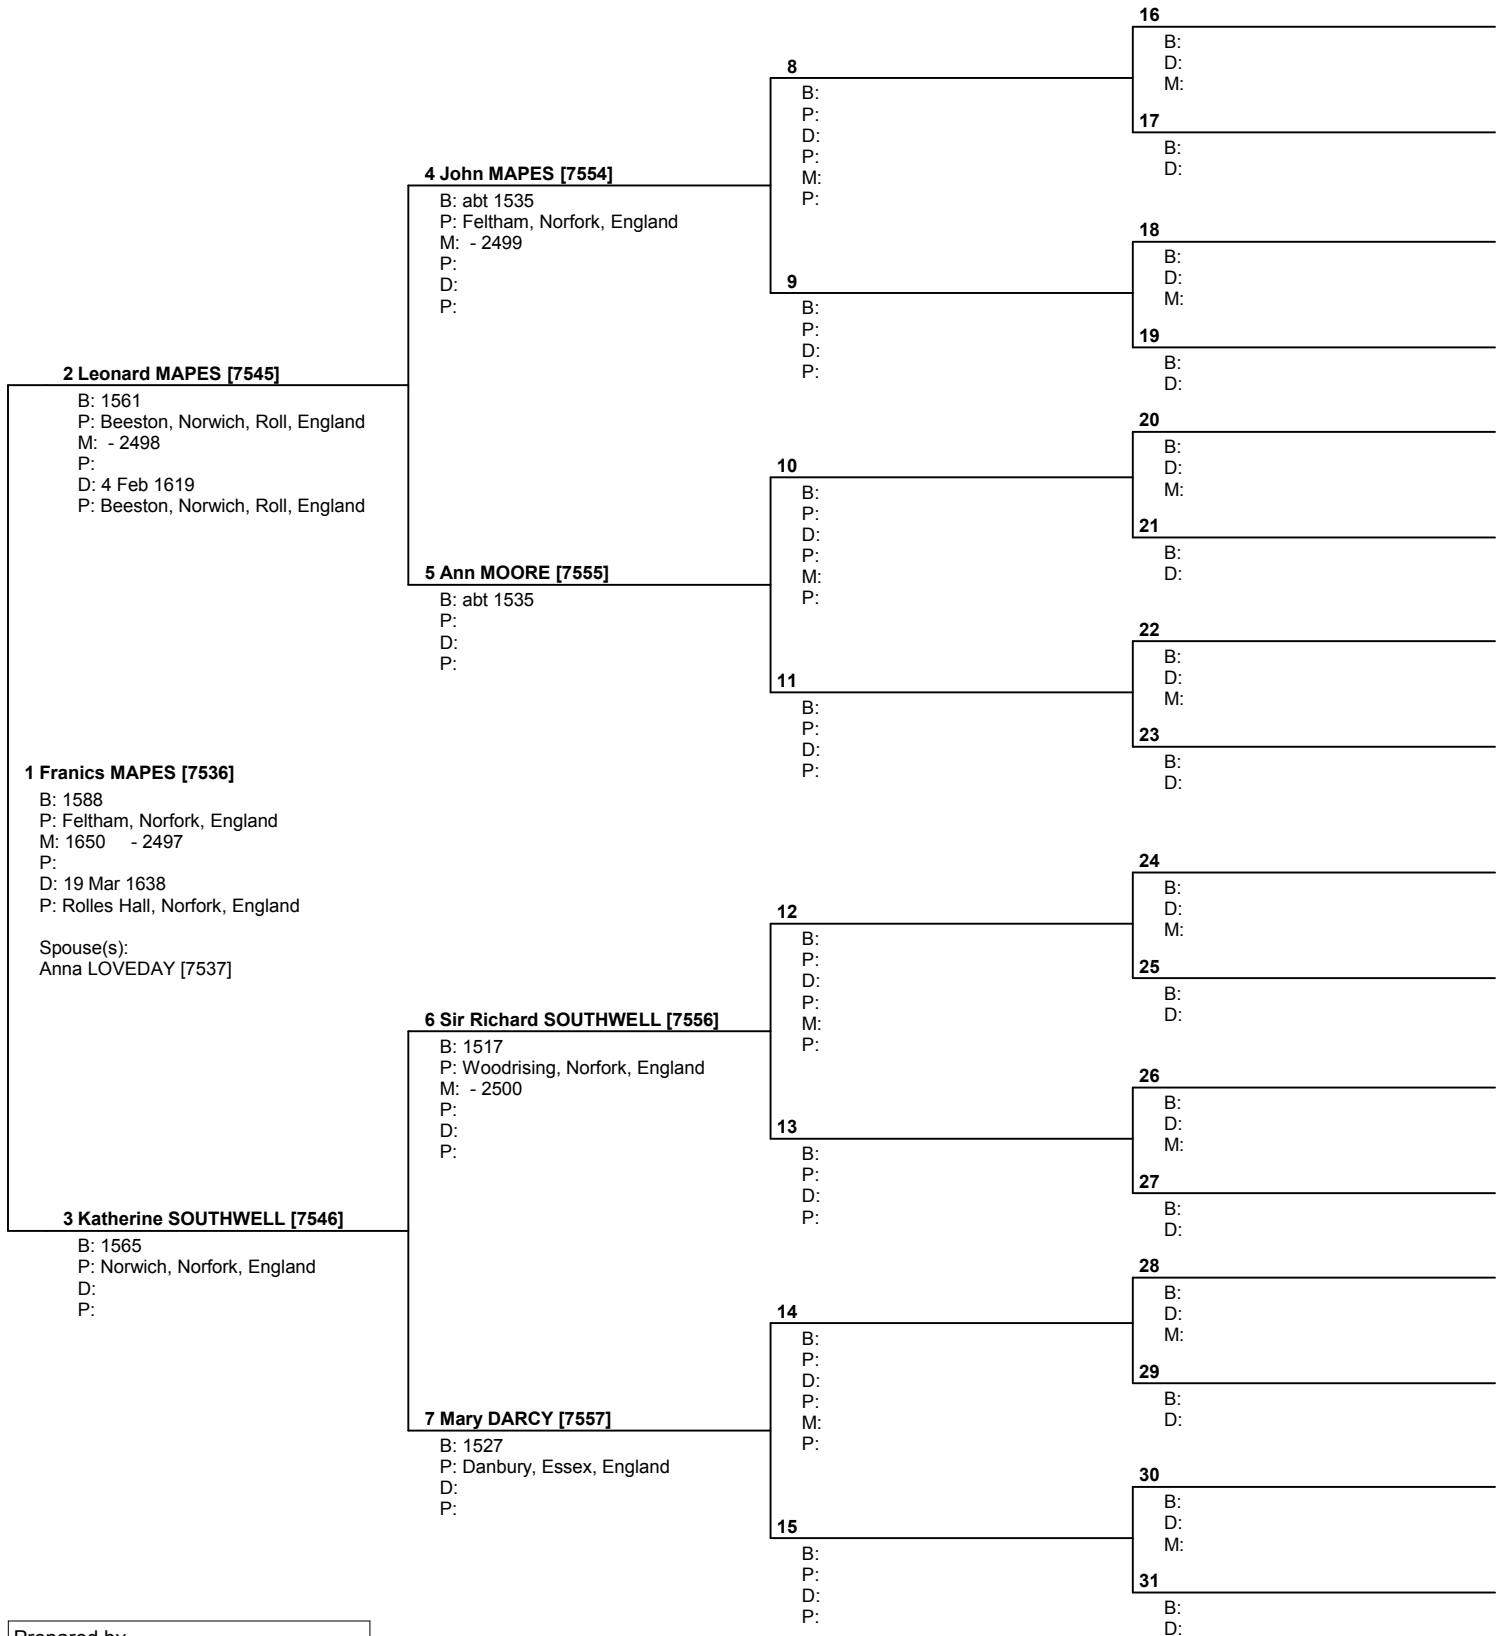 1 Franics MAPES [7536]
B: 1588
P: Feltham, Norfork, England
M: 1650 - 2497
P:
D: 19 Mar 1638
P: Rolles Hall, Norfork, England
Spouse(s):
Anna LOVEDAY [7537]
2 Leonard MAPES [7545]
B: 1561
P: Beeston, Norwich, Roll, England
M: - 2498
P:
D: 4 Feb 1619
P: Beeston, Norwich, Roll, England
3 Katherine SOUTHWELL [7546]
B: 1565
P: Norwich, Norfork, England
D:
P:
4 John MAPES [7554]
B: abt 1535
P: Feltham, Norfork, England
M: - 2499
P:
D:
P:
5 Ann MOORE [7555]
B: abt 1535
P:
D:
P:
6 Sir Richard SOUTHWELL [7556]
B: 1517
P: Woodrising, Norfork, England
M: - 2500
P:
D:
P:
7 Mary DARCY [7557]
B: 1527
P: Danbury, Essex, England
D:
P:
8
B:
P:
D:
P:
M:
P:
9
B:
P:
D:
P:
10
B:
P:
D:
P:
M:
P:
11
B:
P:
D:
P:
12
B:
P:
D:
P:
M:
P:
13
B:
P:
D:
P:
14
B:
P:
D:
P:
M:
P:
15
B:
P:
D:
P:
16
B:
D:
M:
17
B:
D:
18
B:
D:
M:
19
B:
D:
20
B:
D:
M:
21
B:
D:
22
B:
D:
M:
23
B:
D:
24
B:
D:
M:
25
B:
D:
26
B:
D:
M:
27
B:
D:
28
B:
D:
M:
29
B:
D:
30
B:
D:
M:
31
B:
D:
Prepared by